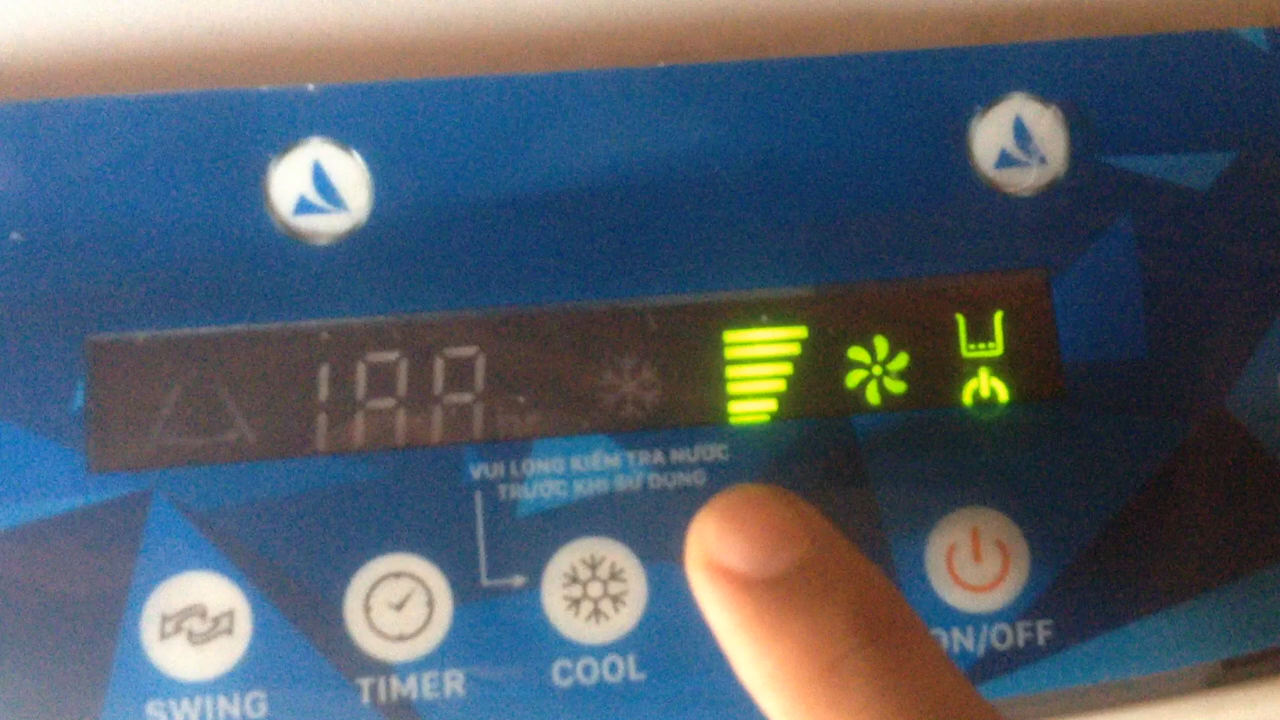 VUI LÒNG KIỂM TRA NƯỚC
TRƯỚC KHI SỬ DỤNG
SWING
TIMER
COOL
ON/OFF